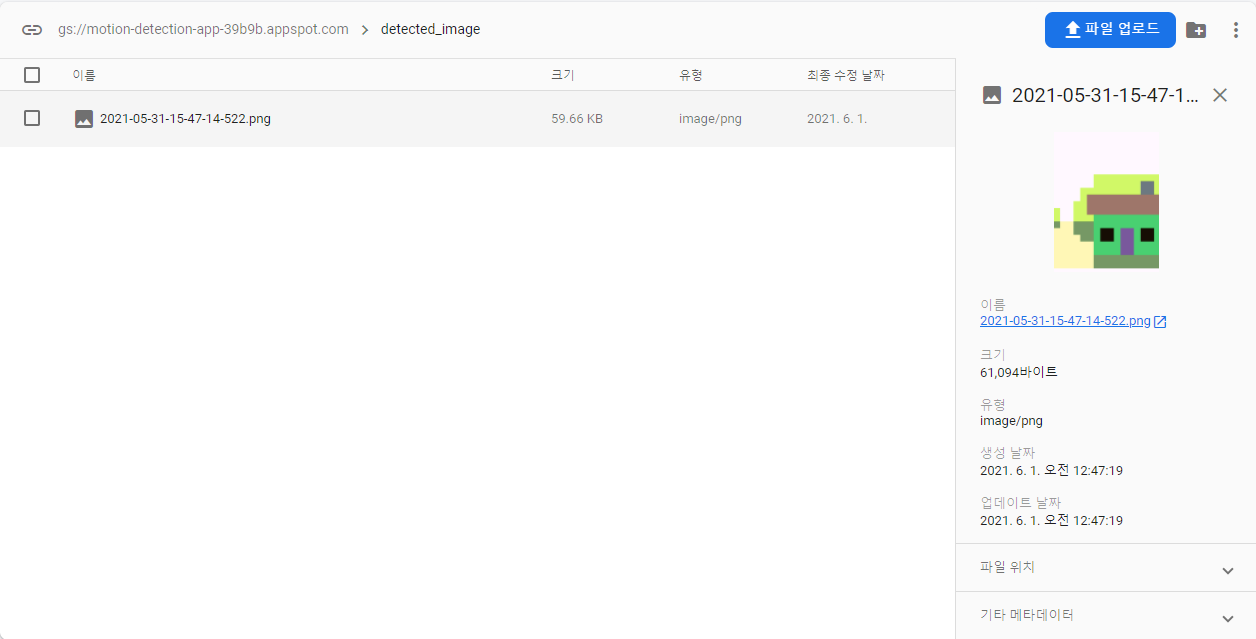 gs://motion-detection-app-39b9b.appspot.com > detected_image
파일 업로드
이름 크기 유형 최종 수정 날짜
2021-05-31-15-47-14-522.png 59.66 KB image/png 2021. 6. 1.
2021-05-31-15-47-1...
이름
2021-05-31-15-47-14-522.png
크기
61,094바이트
유형
image/png
생성 날짜
2021. 6. 1. 오전 12:47:19
업데이트 날짜
2021. 6. 1. 오전 12:47:19
파일 위치
기타 메타데이터